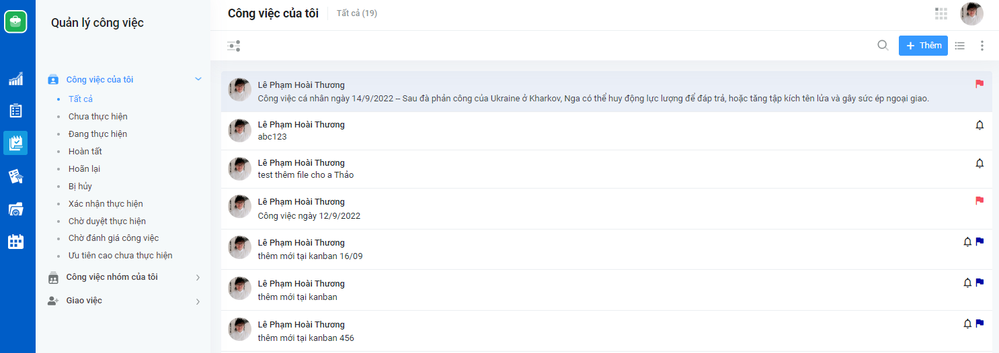 Quản lý công việc
Công việc của tôi
Tất cả
Chưa thực hiện
Đang thực hiện
Hoàn tất
Hoãn lại
Bị hủy
Xác nhận thực hiện
Chờ duyệt thực hiện
Chờ đánh giá công việc
Ưu tiên cao chưa thực hiện
Công việc nhóm của tôi
Giao việc
Công việc của tôi Tất cả (19)
Thêm
Lê Phạm Hoài Thương
Công việc cá nhân ngày 14/9/2022 -- Sau đà phản công của Ukraine ở Kharkov, Nga có thể huy động lực lượng để đáp trả, hoặc tăng tập kích tên lửa và gây sức ép ngoại giao.
Lê Phạm Hoài Thương
abc123
Lê Phạm Hoài Thương
test thêm file cho a Thảo
Lê Phạm Hoài Thương
Công việc ngày 12/9/2022
Lê Phạm Hoài Thương
thêm mới tại kanban 16/09
Lê Phạm Hoài Thương
thêm mới tại kanban
Lê Phạm Hoài Thương
thêm mới tại kanban 456